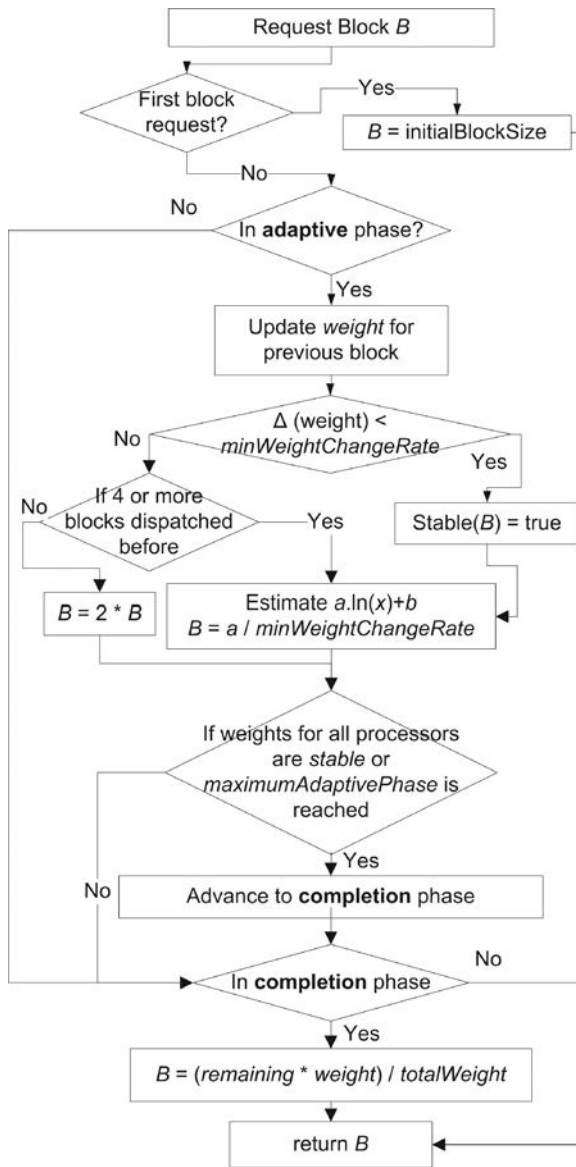 Request Block B
First block
request?
Yes
B = initialBlockSize
No
No
In adaptive phase?
Yes
Update weight for
previous block
Δ (weight) <
minWeightChangeRate
No
Yes
If 4 or more
blocks dispatched
before
No
Yes
Stable(B) = true
B = 2 * B
Estimate a.ln(x)+b
B = a / minWeightChangeRate
If weights for all processors
are stable or
maximumAdaptivePhase is
reached
Yes
No
Advance to completion phase
In completion phase
No
Yes
B = (remaining * weight) / totalWeight
return B